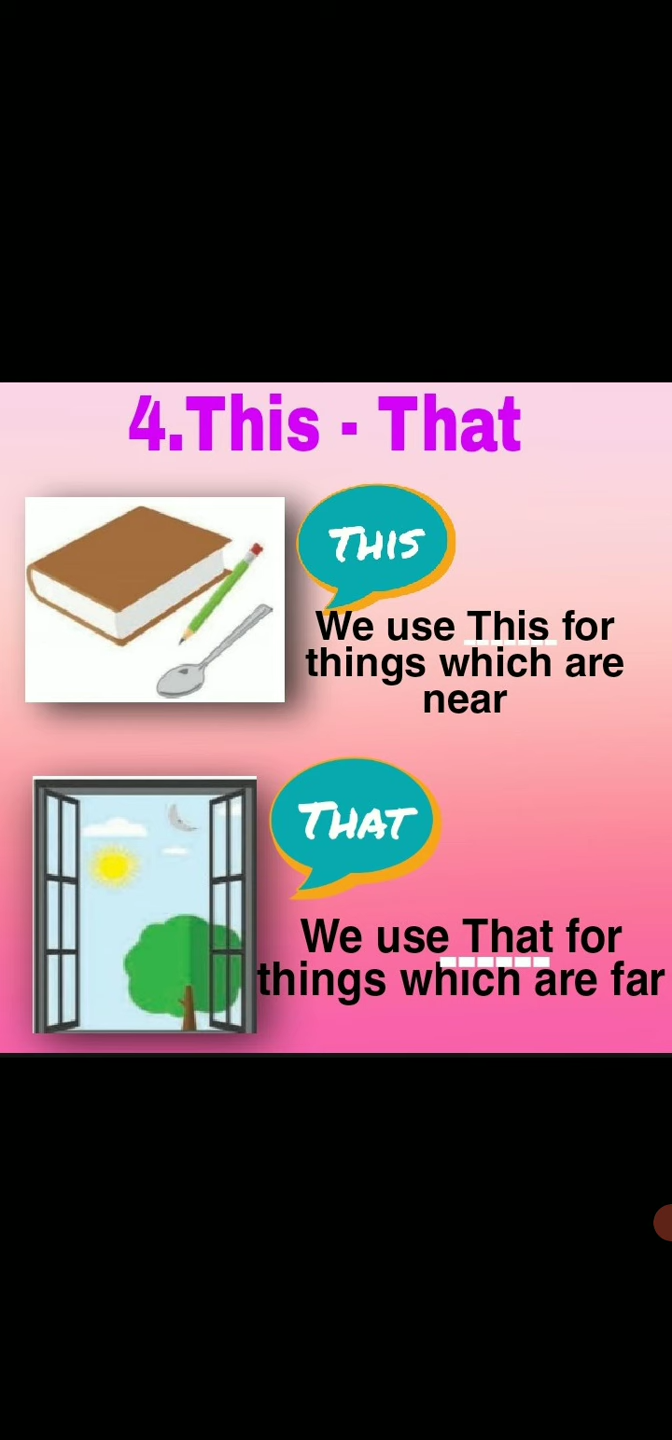 4.This - That
THIS
We use This for
things which are
near
THAT
We use That for
things which are far